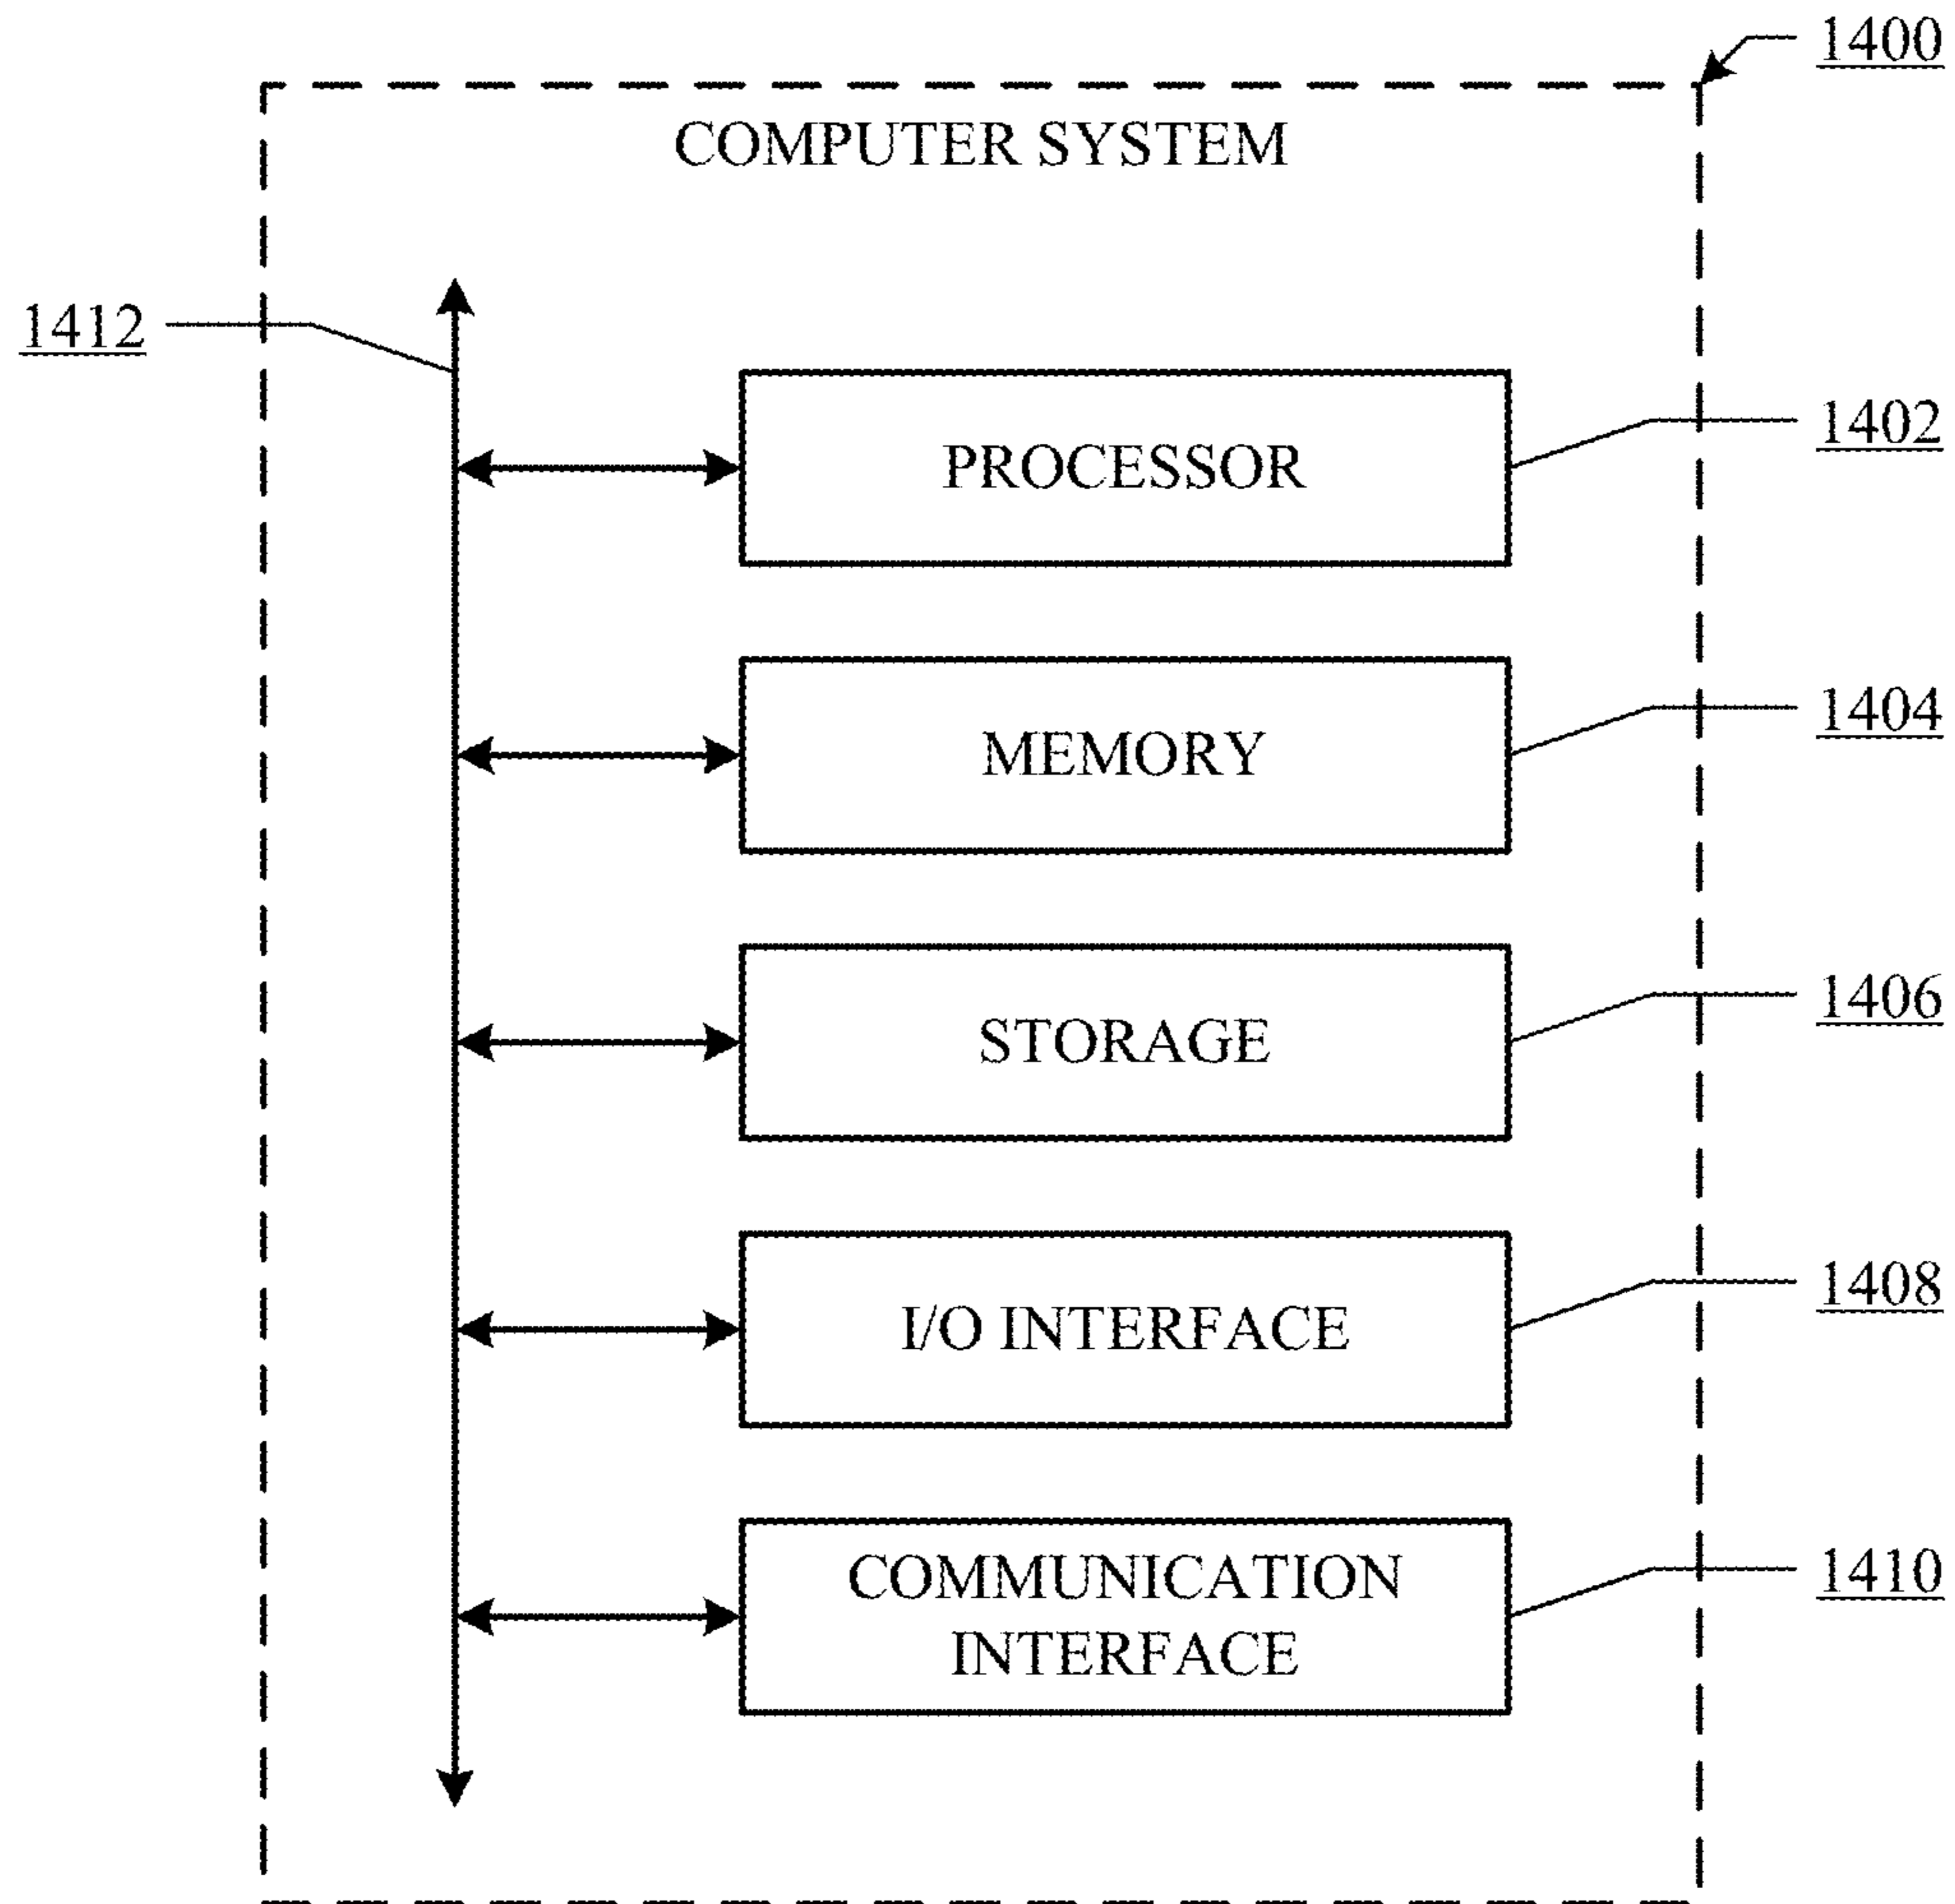 1400
COMPUTER SYSTEM
1412
PROCESSOR
1402
MEMORY
1404
STORAGE
1406
I/O INTERFACE
1408
COMMUNICATION
INTERFACE
1410